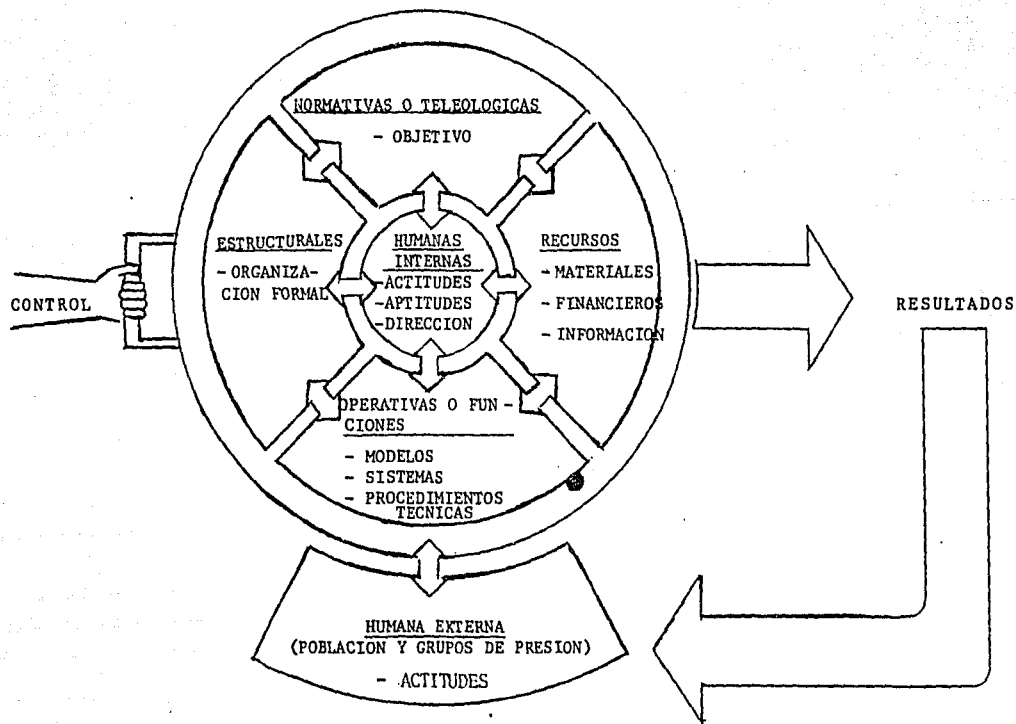 NORMATIVAS O TELEOLOGICAS
- OBJETIVO
ESTRUCTURALES
- ORGANIZA-
CION FORMAL
HUMANAS
INTERNAS
-ACTITUDES
-APTITUDES
-DIRECCION
RECURSOS
- MATERIALES
- FINANCIEROS
- INFORMACION
CONTROL
RESULTADOS
OPERATIVAS O FUN-
CIONES
- MODELOS
- SISTEMAS
- PROCEDIMIENTOS
TECNICAS
HUMANA EXTERNA
(POBLACION Y GRUPOS DE PRESION)
- ACTITUDES